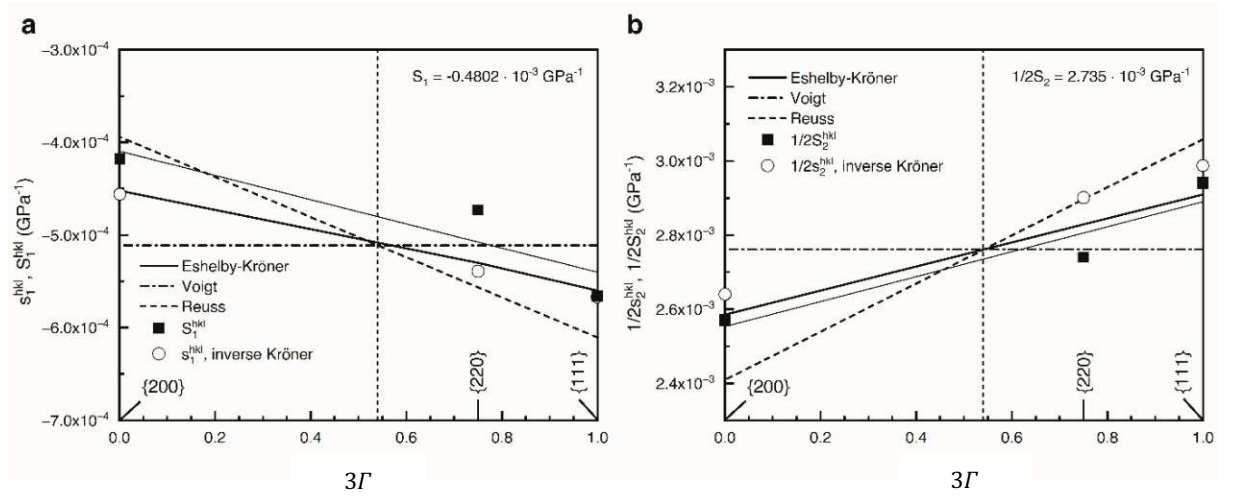 a
−3.0x10⁻⁴
−4.0x10⁻⁴
−5.0x10⁻⁴
−6.0x10⁻⁴
−7.0x10⁻⁴
s₁ʰᵏˡ, S₁ʰᵏˡ (GPa⁻¹)
S₁ = -0.4802 · 10⁻³ GPa⁻¹
Eshelby-Kröner
Voigt
Reuss
S₁ʰᵏˡ
s₁ʰᵏˡ, inverse Kröner
{200}
{220}
{111}
0.0 0.2 0.4 0.6 0.8 1.0
3Γ
b
3.2x10⁻³
3.0x10⁻³
2.8x10⁻³
2.6x10⁻³
2.4x10⁻³
1/2s₂ʰᵏˡ, 1/2S₂ʰᵏˡ (GPa⁻¹)
1/2S₂ = 2.735 · 10⁻³ GPa⁻¹
Eshelby-Kröner
Voigt
Reuss
1/2S₂ʰᵏˡ
1/2s₂ʰᵏˡ, inverse Kröner
{200}
{220}
{111}
0.0 0.2 0.4 0.6 0.8 1.0
3Γ